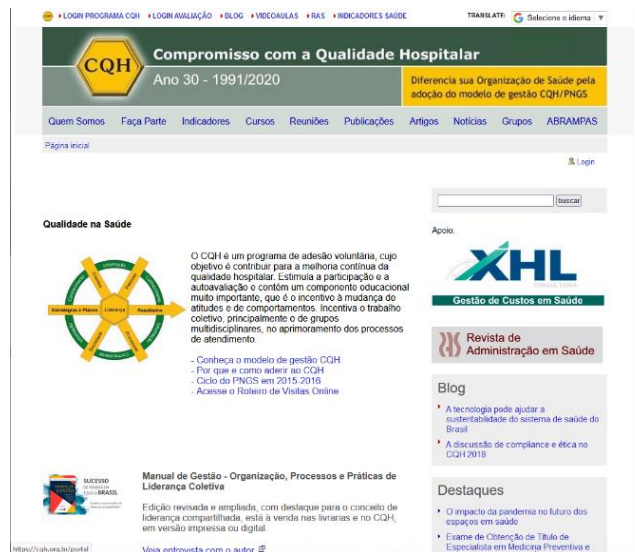 LOGIN PROGRAMA CQH LOGIN AVALIAÇÃO BLOG VIDEOAULAS RAS INDICADORES SAÚDE
TRANSLATE: G Selecione o idioma ▼
CQH
Compromisso com a Qualidade Hospitalar
Ano 30 - 1991/2020
Diferencia sua Organização de Saúde pela
adoção do modelo de gestão CQH/PNGS
Quem Somos Faça Parte Indicadores Cursos Reuniões Publicações Artigos Notícias Grupos ABRAMPAS
Página inicial
Login
buscar
Qualidade na Saúde
Estratégias e Planos Liderança Resultados
O CQH é um programa de adesão voluntária, cujo
objetivo é contribuir para a melhoria contínua da
qualidade hospitalar. Estimula a participação e a
autoavaliação e contém um componente educacional
muito importante, que é o incentivo à mudança de
atitudes e de comportamentos. Incentiva o trabalho
coletivo, principalmente o de grupos
multidisciplinares, no aprimoramento dos processos
de atendimento.
- Conheça o modelo de gestão CQH
- Por que e como aderir ao CQH
- Ciclo do PNGS em 2015-2016
- Acesse o Roteiro de Visitas Online
Apoio:
XHL
CONSULTORIA
Gestão de Custos em Saúde
Revista de
Administração em Saúde
Blog
A tecnologia pode ajudar a
sustentabilidade do sistema de saúde do
Brasil
A discussão de compliance e ética no
CQH 2018
Destaques
O impacto da pandemia no futuro dos
espaços em saúde
Exame de Obtenção de Título de
Especialista em Medicina Preventiva e
SUCESSO
BRASIL
Manual de Gestão - Organização, Processos e Práticas de
Liderança Coletiva
Edição revisada e ampliada, com destaque para o conceito de
liderança compartilhada, está à venda nas livrarias e no CQH,
em versão impressa ou digital.
Veja entrevista com o autor
https://cqh.org.br/portal